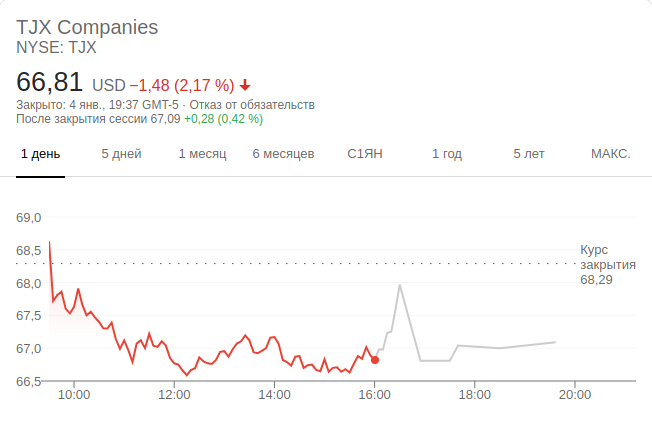 TJX Companies
NYSE: TJX
66,81 USD −1,48 (2,17 %)
Закрыто: 4 янв., 19:37 GMT-5 · Отказ от обязательств
После закрытия сессии 67,09 +0,28 (0,42 %)
1 день 5 дней 1 месяц 6 месяцев С1ЯН 1 год 5 лет МАКС.
69,0
68,5
68,0
67,5
67,0
66,5
Курс
закрытия
68,29
10:00 12:00 14:00 16:00 18:00 20:00